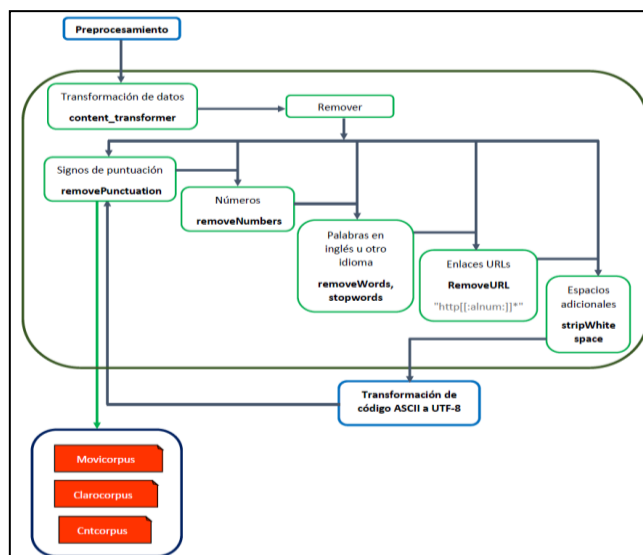 Preprocesamiento
Transformación de datos
content_transformer
Remover
Signos de puntuación
removePunctuation
Números
removeNumbers
Palabras en
inglés u otro
idioma
removeWords,
stopwords
Enlaces URLs
RemoveURL
"http[[:alnum:]]*"
Espacios
adicionales
stripWhite
space
Transformación de
código ASCII a UTF-8
Movicorpus
Clarocorpus
Cntcorpus